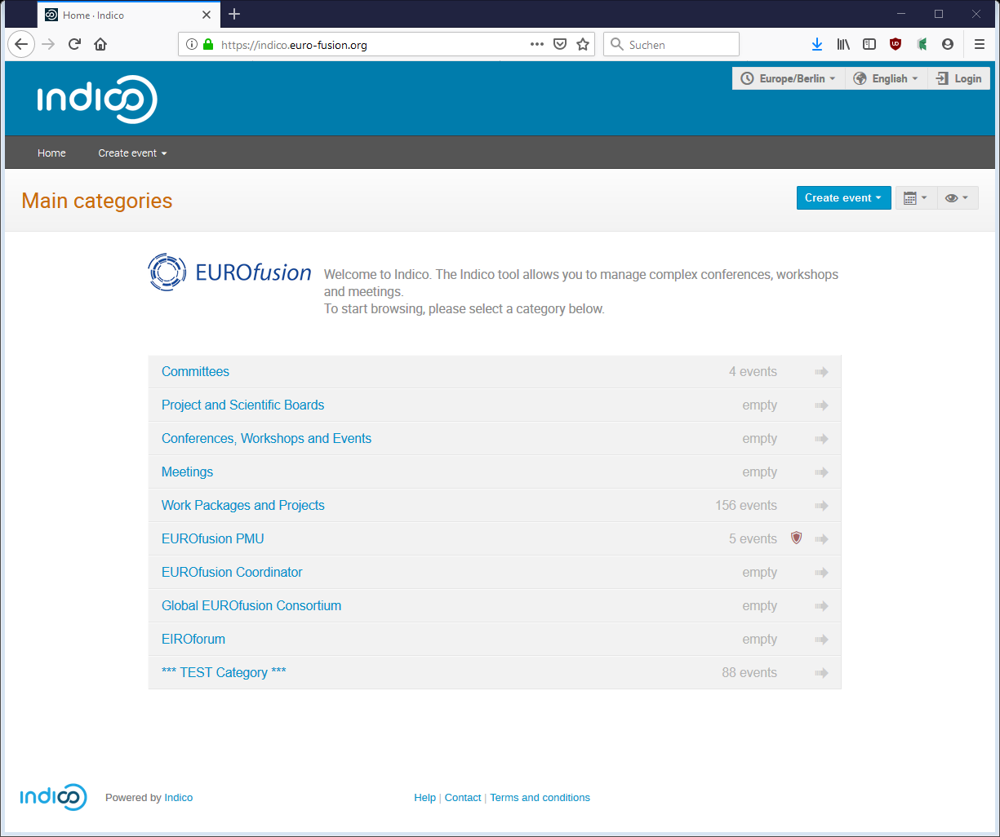 Home · Indico
https://indico.euro-fusion.org
Suchen
indico
Europe/Berlin
English
Login
Home
Create event
Main categories
Create event
EUROfusion
Welcome to Indico. The Indico tool allows you to manage complex conferences, workshops
and meetings.
To start browsing, please select a category below.
Committees 4 events
Project and Scientific Boards empty
Conferences, Workshops and Events empty
Meetings empty
Work Packages and Projects 156 events
EUROfusion PMU 5 events
EUROfusion Coordinator empty
Global EUROfusion Consortium empty
EIROforum empty
*** TEST Category *** 88 events
indico
Powered by Indico
Help | Contact | Terms and conditions